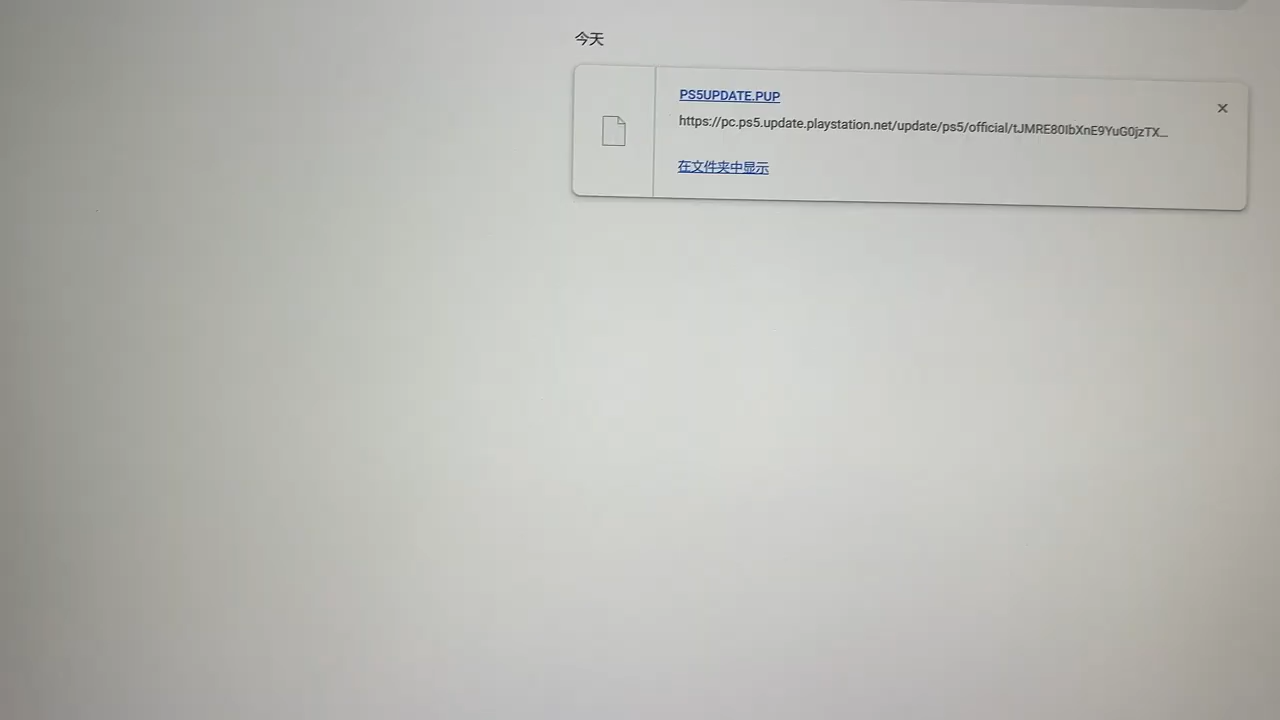 今天
PS5UPDATE.PUP
https://pc.ps5.update.playstation.net/update/ps5/official/tJMRE80IbXnE9YuG0jzTX...
在文件夹中显示